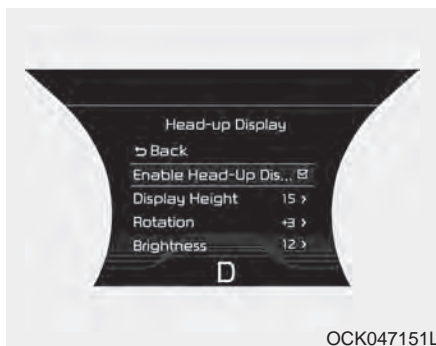 Head-up Display
⮌ Back
Enable Head-Up Dis... ☑
Display Height 15 >
Rotation +3 >
Brightness 12 >
D
OCK047151L